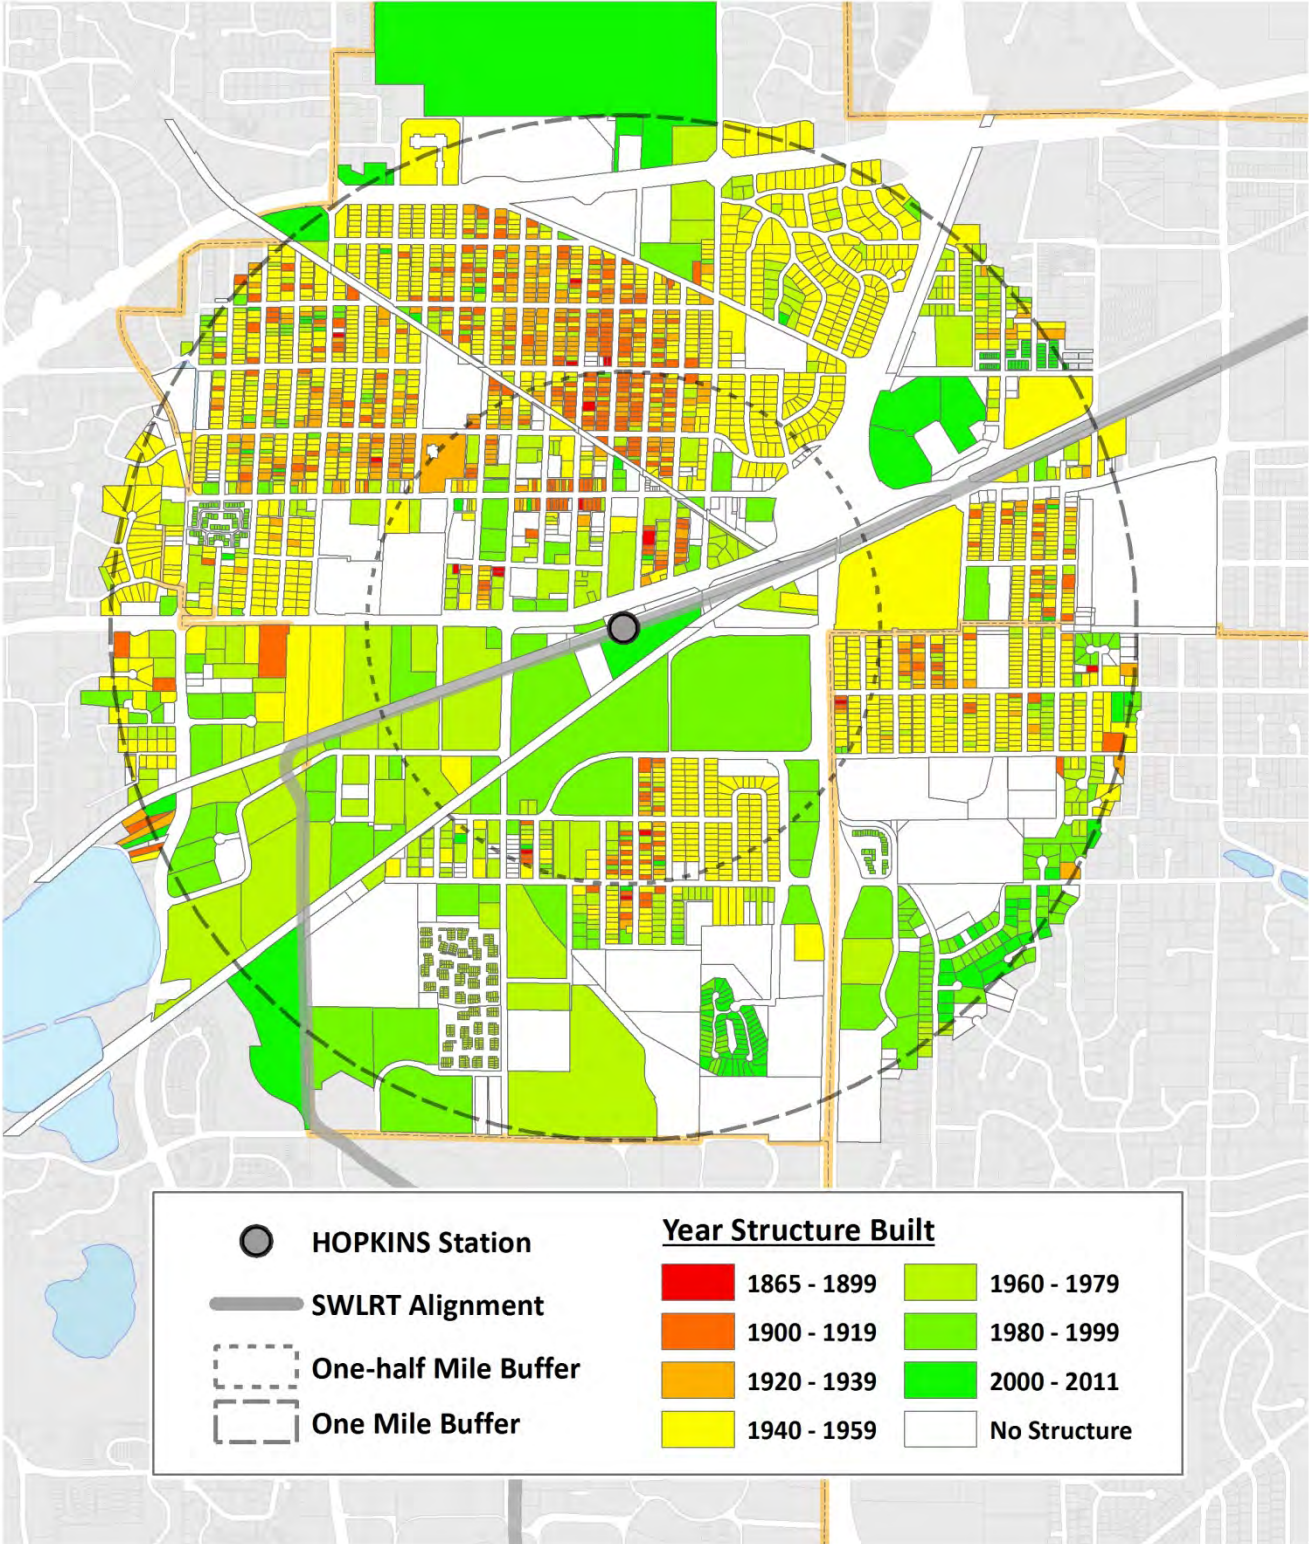 HOPKINS Station
SWLRT Alignment
One-half Mile Buffer
One Mile Buffer
Year Structure Built
1865 - 1899
1900 - 1919
1920 - 1939
1940 - 1959
1960 - 1979
1980 - 1999
2000 - 2011
No Structure